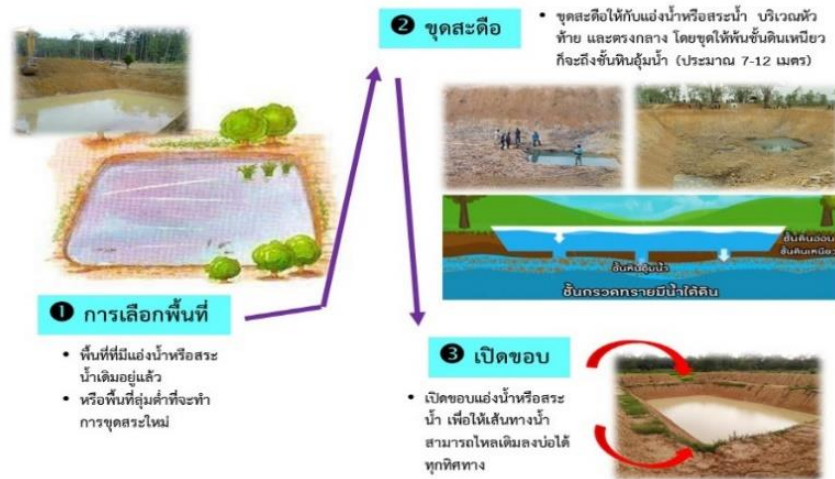 ❶ การเลือกพื้นที่
• พื้นที่ที่มีแอ่งน้ำหรือสระ
น้ำเดิมอยู่แล้ว
• หรือพื้นที่ลุ่มต่ำที่จะทำ
การขุดสระใหม่
❷ ขุดสะดือ
• ขุดสะดือให้กับแอ่งน้ำหรือสระน้ำ บริเวณหัว
ท้าย และตรงกลาง โดยขุดให้พ้นชั้นดินเหนียว
ก็จะถึงชั้นหินอุ้มน้ำ (ประมาณ 7-12 เมตร)
ชั้นดินอ่อน
ชั้นดินเหนียว
ชั้นหินอุ้มน้ำ
ชั้นกรวดทรายมีน้ำใต้ดิน
❸ เปิดขอบ
• เปิดขอบแอ่งน้ำหรือสระ
น้ำ เพื่อให้เส้นทางน้ำ
สามารถไหลเติมลงบ่อได้
ทุกทิศทาง